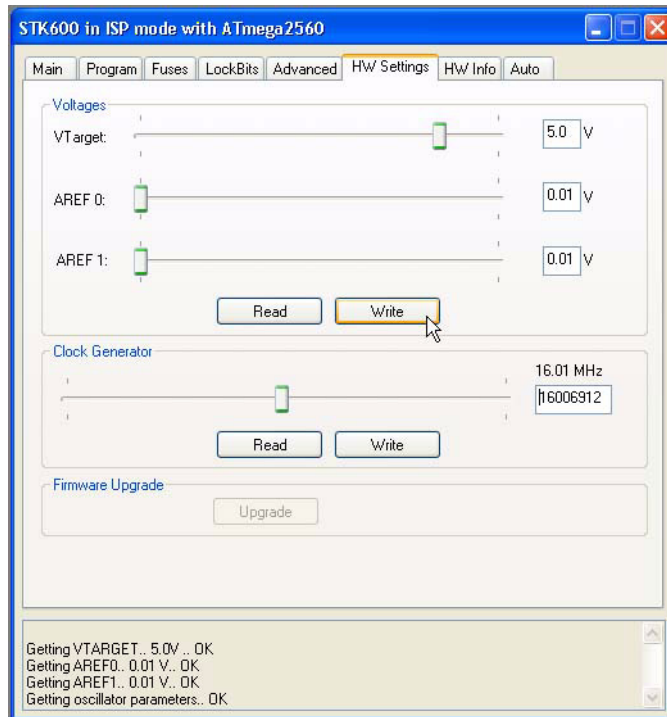 STK600 in ISP mode with ATmega2560
Main Program Fuses LockBits Advanced HW Settings HW Info Auto
Voltages
VTarget: 5.0 V
AREF 0: 0.01 V
AREF 1: 0.01 V
Read Write
Clock Generator
16.01 MHz
16006912
Read Write
Firmware Upgrade
Upgrade
Getting VTARGET.. 5.0V .. OK
Getting AREF0.. 0.01 V.. OK
Getting AREF1.. 0.01 V.. OK
Getting oscillator parameters.. OK